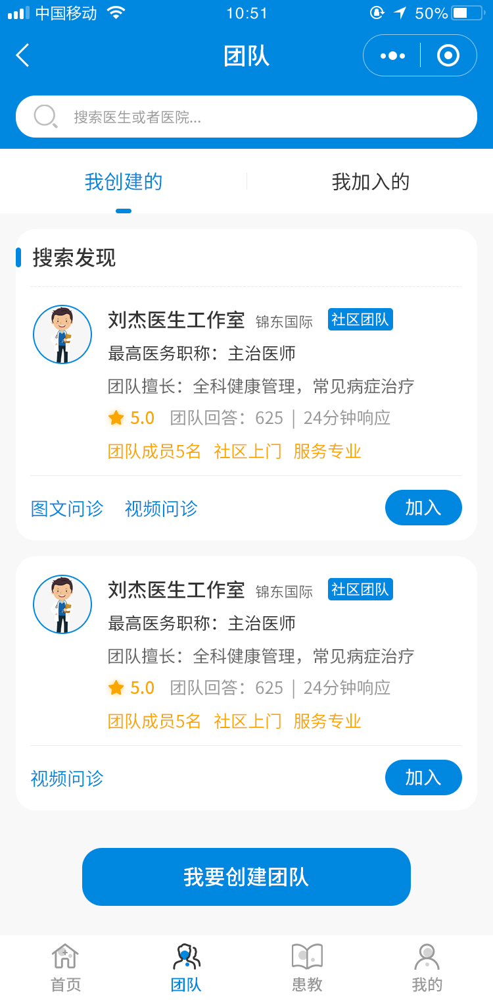 中国移动 10:51 50%
团队
搜索医生或者医院...
我创建的 我加入的
搜索发现
刘杰医生工作室 锦东国际 社区团队
最高医务职称：主治医师
团队擅长：全科健康管理，常见病症治疗
5.0 团队回答：625 | 24分钟响应
团队成员5名 社区上门 服务专业
图文问诊 视频问诊 加入
刘杰医生工作室 锦东国际 社区团队
最高医务职称：主治医师
团队擅长：全科健康管理，常见病症治疗
5.0 团队回答：625 | 24分钟响应
团队成员5名 社区上门 服务专业
视频问诊 加入
我要创建团队
首页 团队 患教 我的